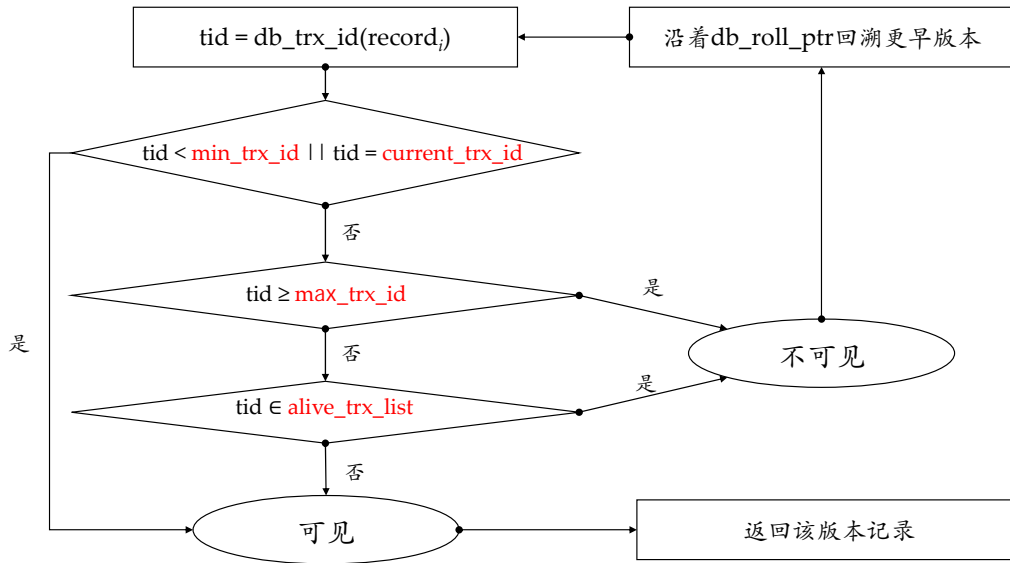 tid = db_trx_id(recordᵢ)
沿着db_roll_ptr回溯更早版本
tid < min_trx_id || tid = current_trx_id
否
tid ≥ max_trx_id
是
是
否
不可见
tid ∈ alive_trx_list
是
否
可见
返回该版本记录